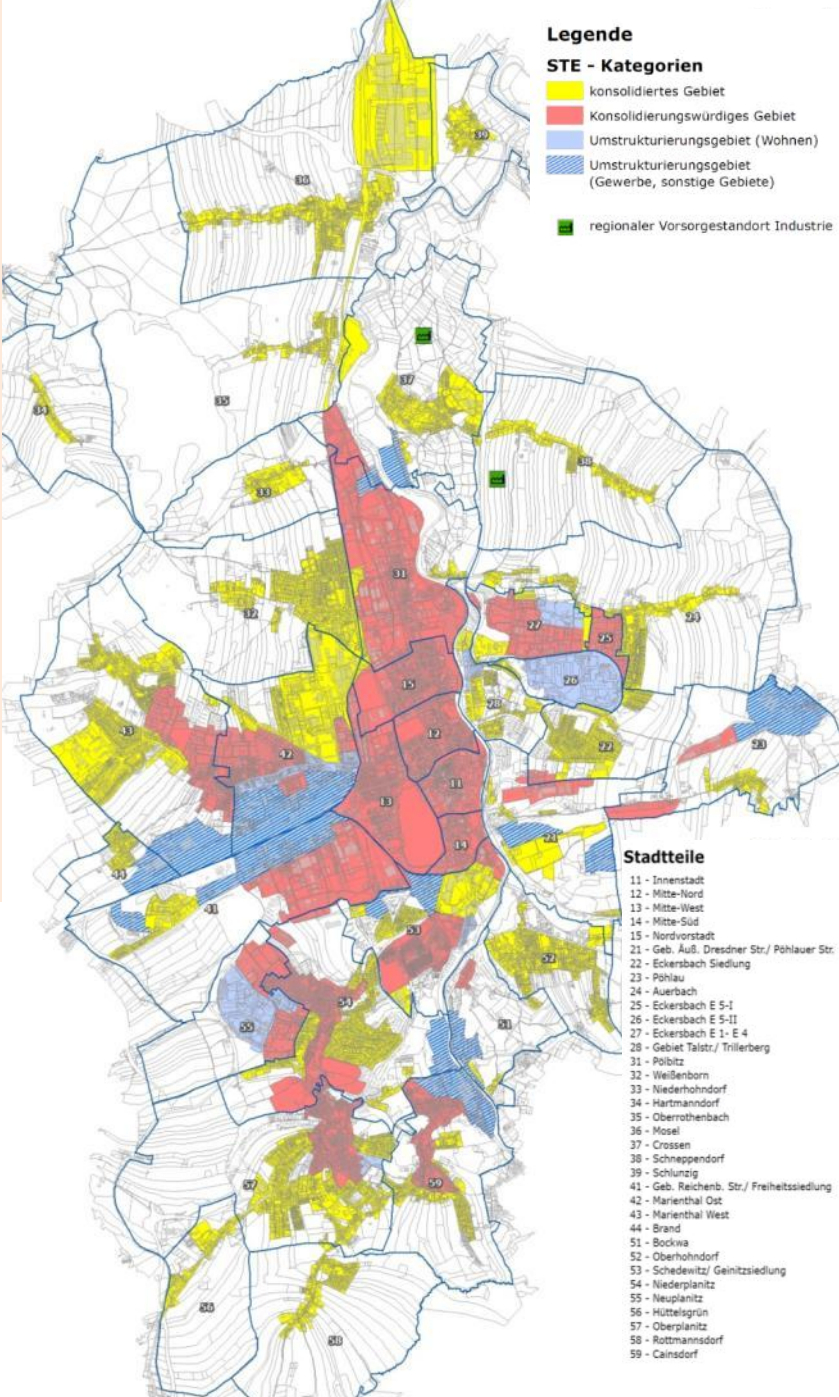 Legende
STE - Kategorien
konsolidiertes Gebiet
Konsolidierungswürdiges Gebiet
Umstrukturierungsgebiet (Wohnen)
Umstrukturierungsgebiet
(Gewerbe, sonstige Gebiete)
regionaler Vorsorgestandort Industrie
39
36
37
34
35
38
33
31
32
27
25
24
15
26
28
43
12
22
23
42
11
13
14
21
44
41
53
52
54
55
51
57
59
56
58
Stadtteile
11 - Innenstadt
12 - Mitte-Nord
13 - Mitte-West
14 - Mitte-Süd
15 - Nordvorstadt
21 - Geb. Äuß. Dresdner Str./ Pöhlauer Str.
22 - Eckersbach Siedlung
23 - Pöhlau
24 - Auerbach
25 - Eckersbach E 5-I
26 - Eckersbach E 5-II
27 - Eckersbach E 1- E 4
28 - Gebiet Talstr./ Trillerberg
31 - Pölbitz
32 - Weißenborn
33 - Niederhohndorf
34 - Hartmanndorf
35 - Oberrothenbach
36 - Mosel
37 - Crossen
38 - Schneppendorf
39 - Schlunzig
41 - Geb. Reichenb. Str./ Freiheitssiedlung
42 - Marienthal Ost
43 - Marienthal West
44 - Brand
51 - Bockwa
52 - Oberhohndorf
53 - Schedewitz/ Geinitzsiedlung
54 - Niederplanitz
55 - Neuplanitz
56 - Hüttelsgrün
57 - Oberplanitz
58 - Rottmannsdorf
59 - Cainsdorf